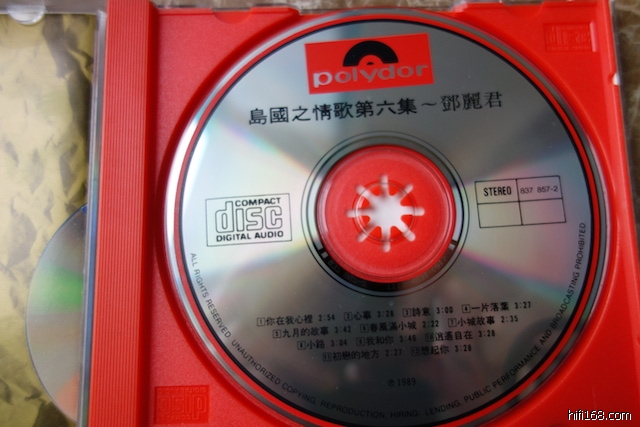 polydor
島國之情歌第六集～鄧麗君
COMPACT
disc
DIGITAL AUDIO
STEREO 837 857-2
1你在我心裡 2:54 2心事 3:28 3詩意 3:00 4一片落葉 3:27
5九月的故事 3:42 6春風滿小城 3:22 7小城故事 2:35
8小路 3:04 9我和你 3:40 10逍遙自在 3:28
11初戀的地方 2:27 12想起你 3:28
℗ 1989
ALL RIGHTS RESERVED. UNAUTHORIZED COPYING, REPRODUCTION, HIRING, LENDING, PUBLIC PERFORMANCE AND BROADCASTING PROHIBITED
hifi168.com